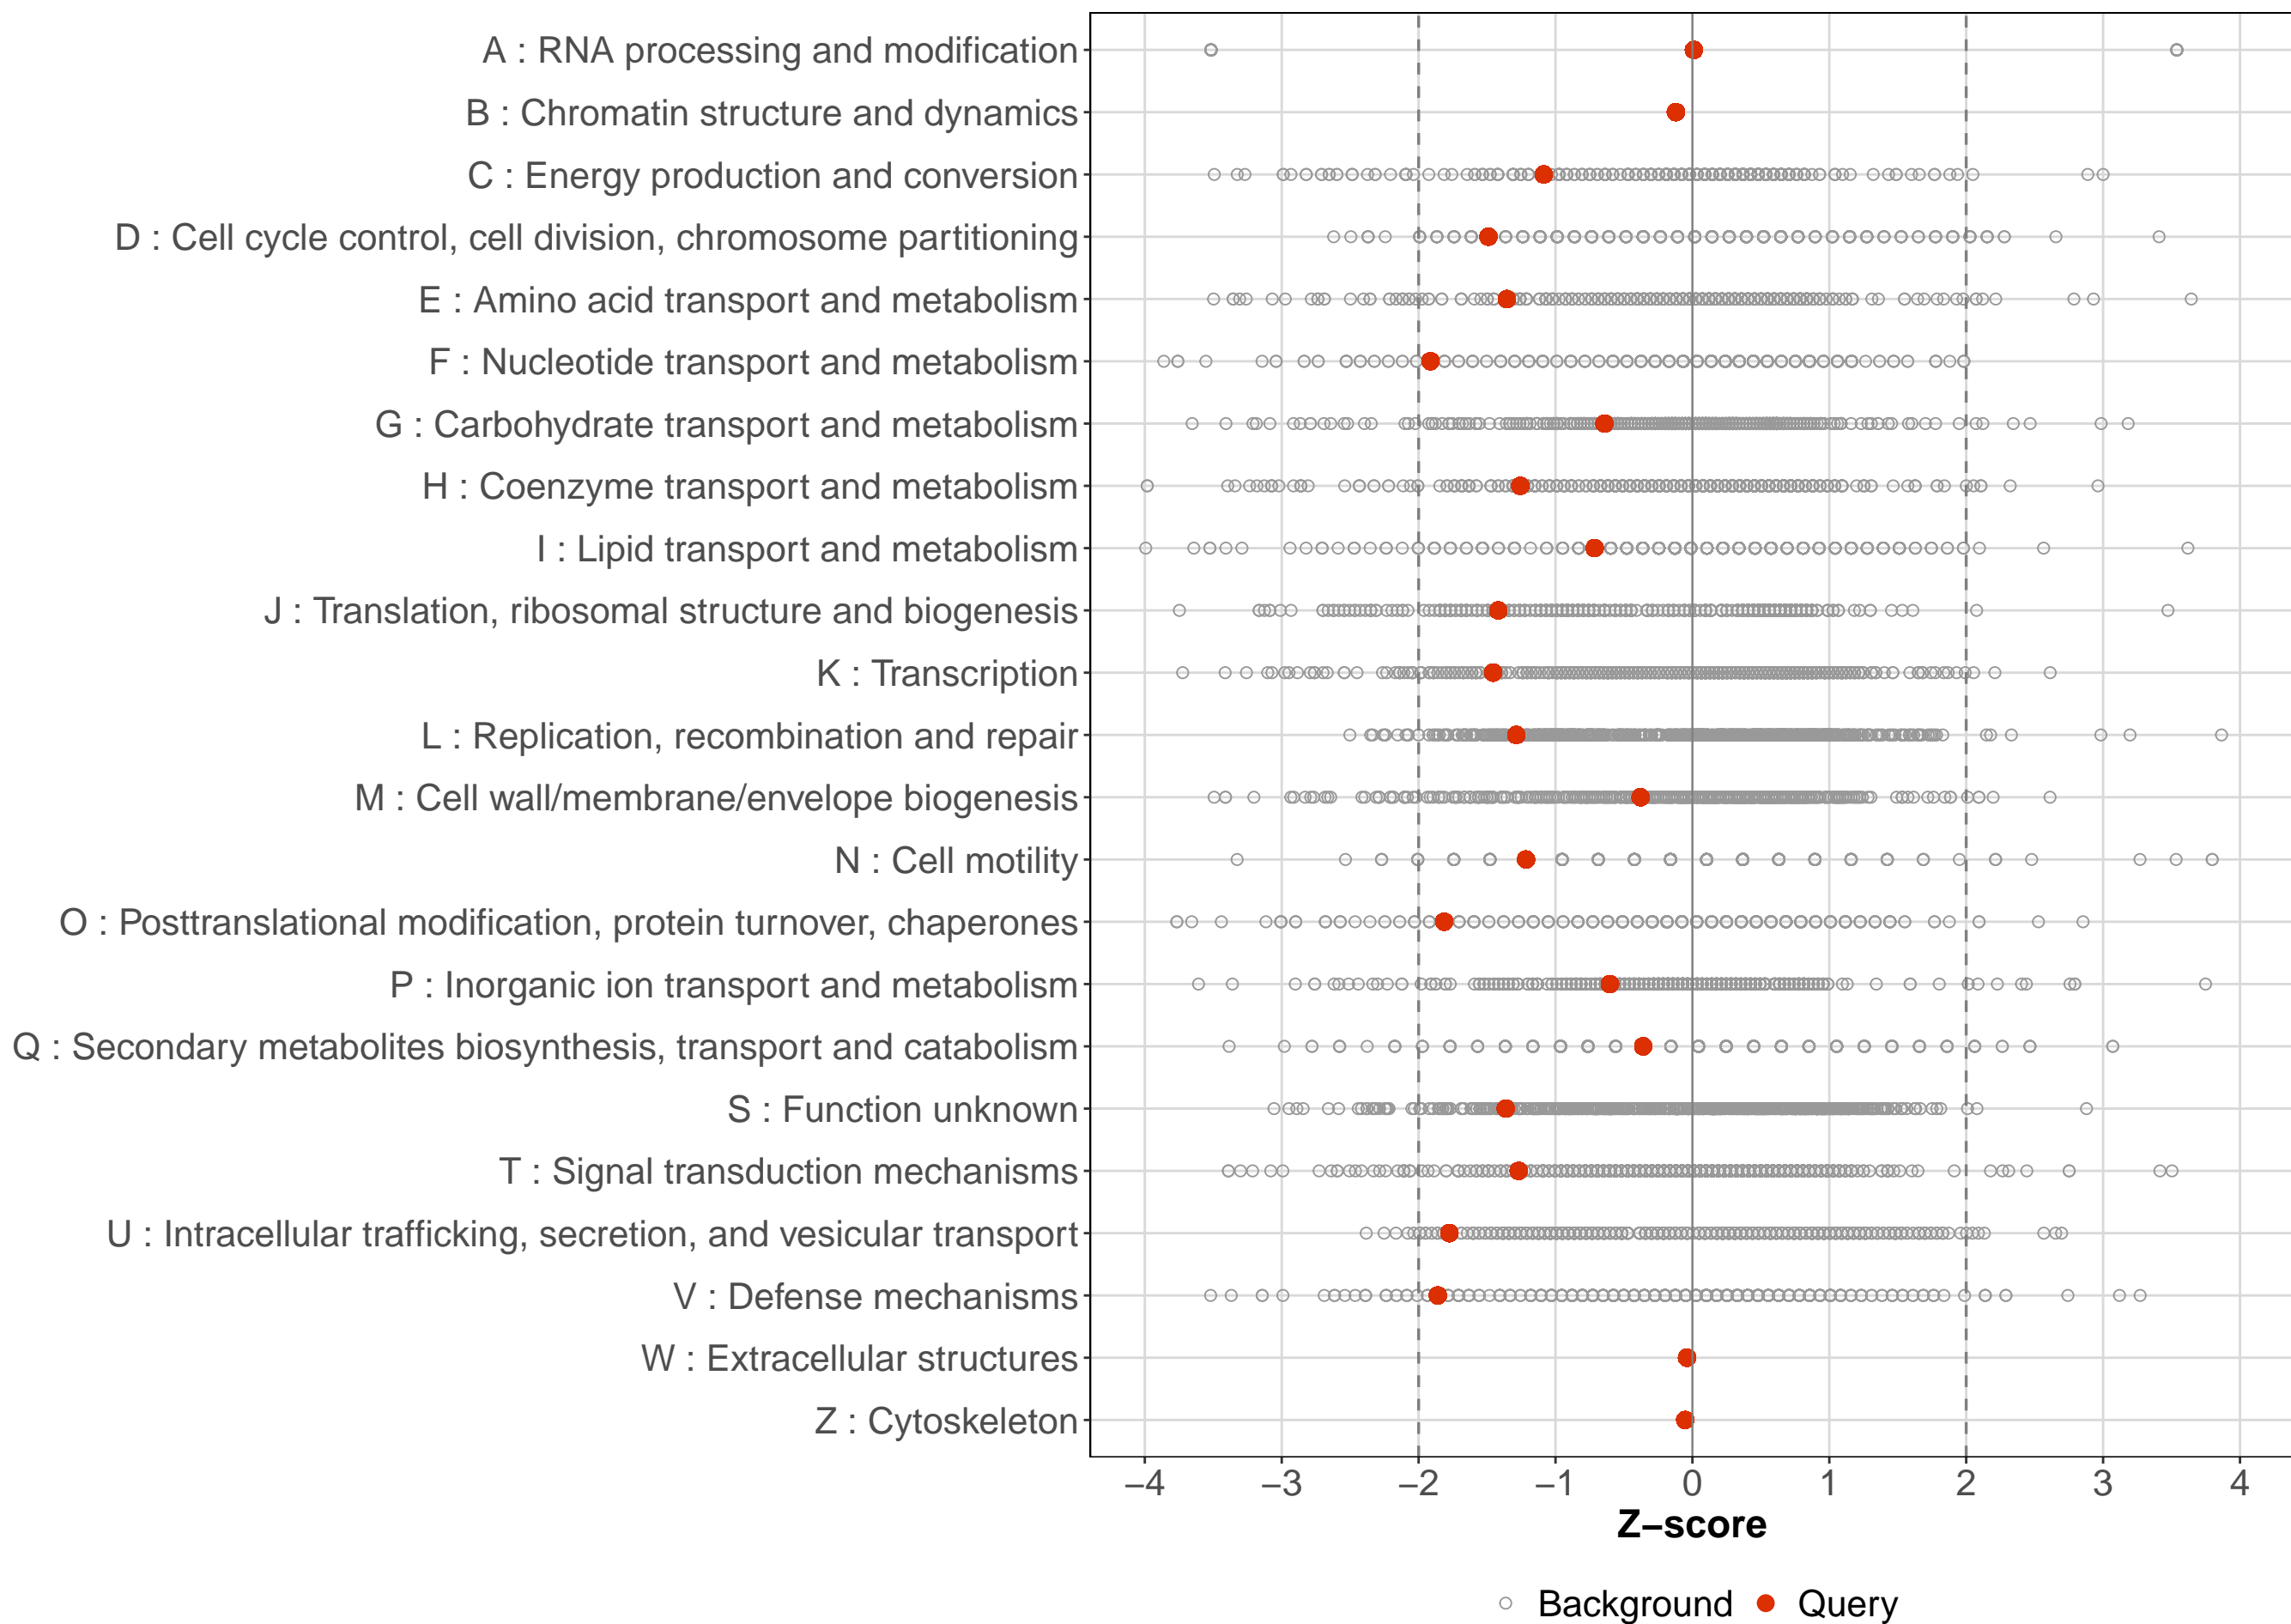 A : RNA processing and modification
B : Chromatin structure and dynamics
C : Energy production and conversion
D : Cell cycle control, cell division, chromosome partitioning
E : Amino acid transport and metabolism
F : Nucleotide transport and metabolism
G : Carbohydrate transport and metabolism
H : Coenzyme transport and metabolism
I : Lipid transport and metabolism
J : Translation, ribosomal structure and biogenesis
K : Transcription
L : Replication, recombination and repair
M : Cell wall/membrane/envelope biogenesis
N : Cell motility
O : Posttranslational modification, protein turnover, chaperones
P : Inorganic ion transport and metabolism
Q : Secondary metabolites biosynthesis, transport and catabolism
S : Function unknown
T : Signal transduction mechanisms
U : Intracellular trafficking, secretion, and vesicular transport
V : Defense mechanisms
W : Extracellular structures
Z : Cytoskeleton
−4 −3 −2 −1 0 1 2 3 4
Z−score
Background Query